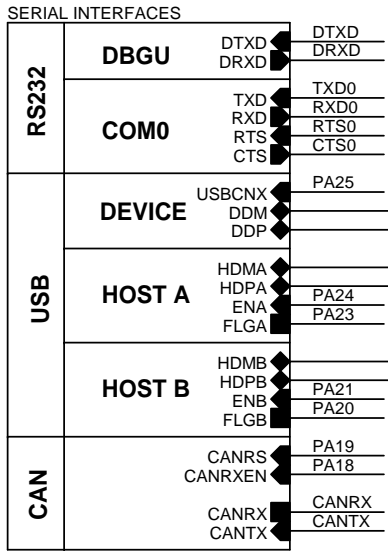 SERIAL INTERFACES
RS232
DBGU
DTXD DTXD
DRXD DRXD
COM0
TXD TXD0
RXD RXD0
RTS RTS0
CTS CTS0
USB
DEVICE
USBCNX PA25
DDM
DDP
HOST A
HDMA
HDPA
ENA PA24
FLGA PA23
HOST B
HDMB
HDPB
ENB PA21
FLGB PA20
CAN
CANRS PA19
CANRXEN PA18
CANRX CANRX
CANTX CANTX